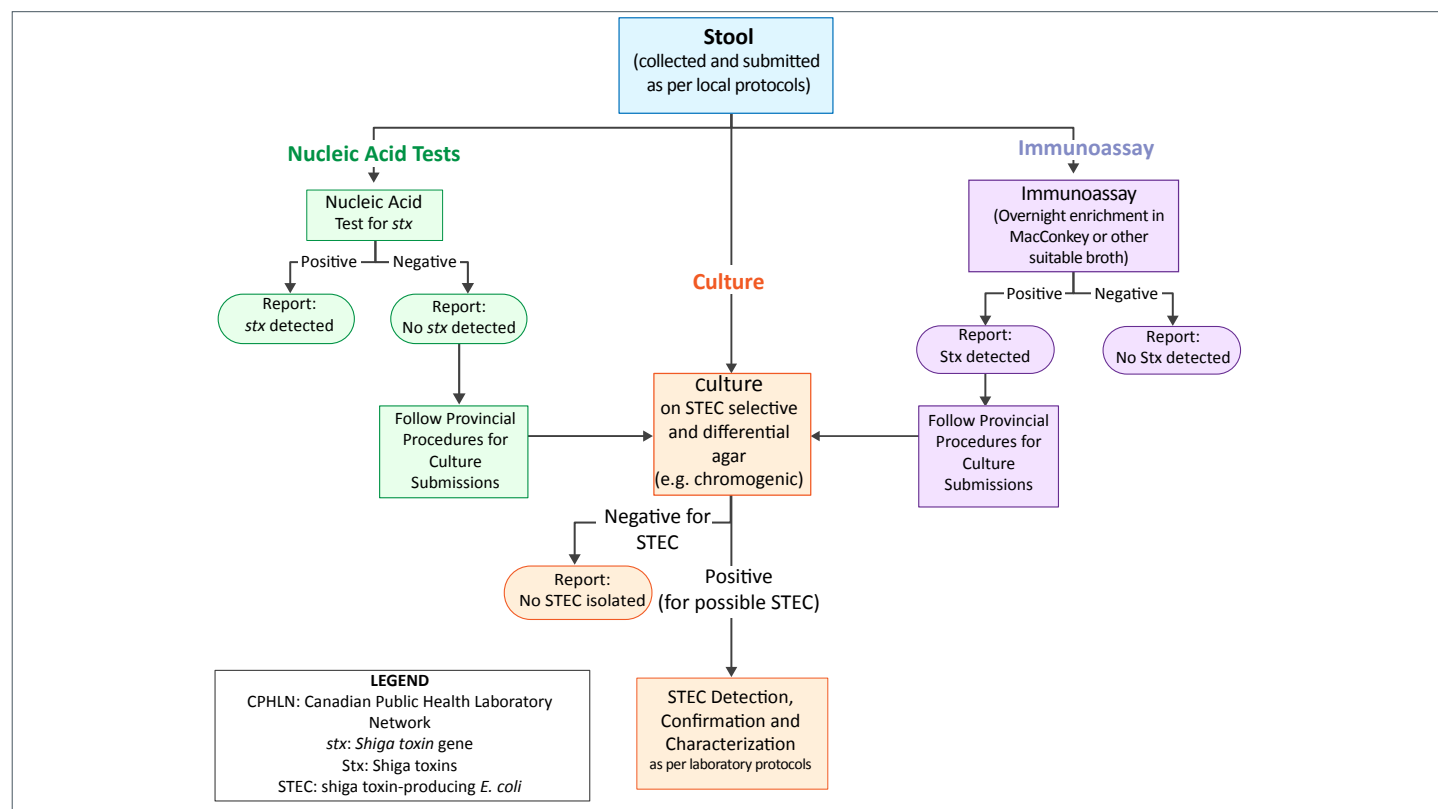 Stool
(collected and submitted
as per local protocols)
Nucleic Acid Tests
Immunoassay
Nucleic Acid
Test for stx
Immunoassay
(Overnight enrichment in
MacConkey or other
suitable broth)
Positive
Negative
Culture
Positive
Negative
Report:
stx detected
Report:
No stx detected
Report:
Stx detected
Report:
No Stx detected
Culture
on STEC selective
and differential
agar
(e.g. chromogenic)
Follow Provincial
Procedures for
Culture
Submissions
Follow Provincial
Procedures for
Culture
Submissions
Negative for
STEC
Report:
No STEC isolated
Positive
(for possible STEC)
STEC Detection,
Confirmation and
Characterization
as per laboratory protocols
LEGEND
CPHLN: Canadian Public Health Laboratory
Network
stx: Shiga toxin gene
Stx: Shiga toxins
STEC: shiga toxin-producing E. coli